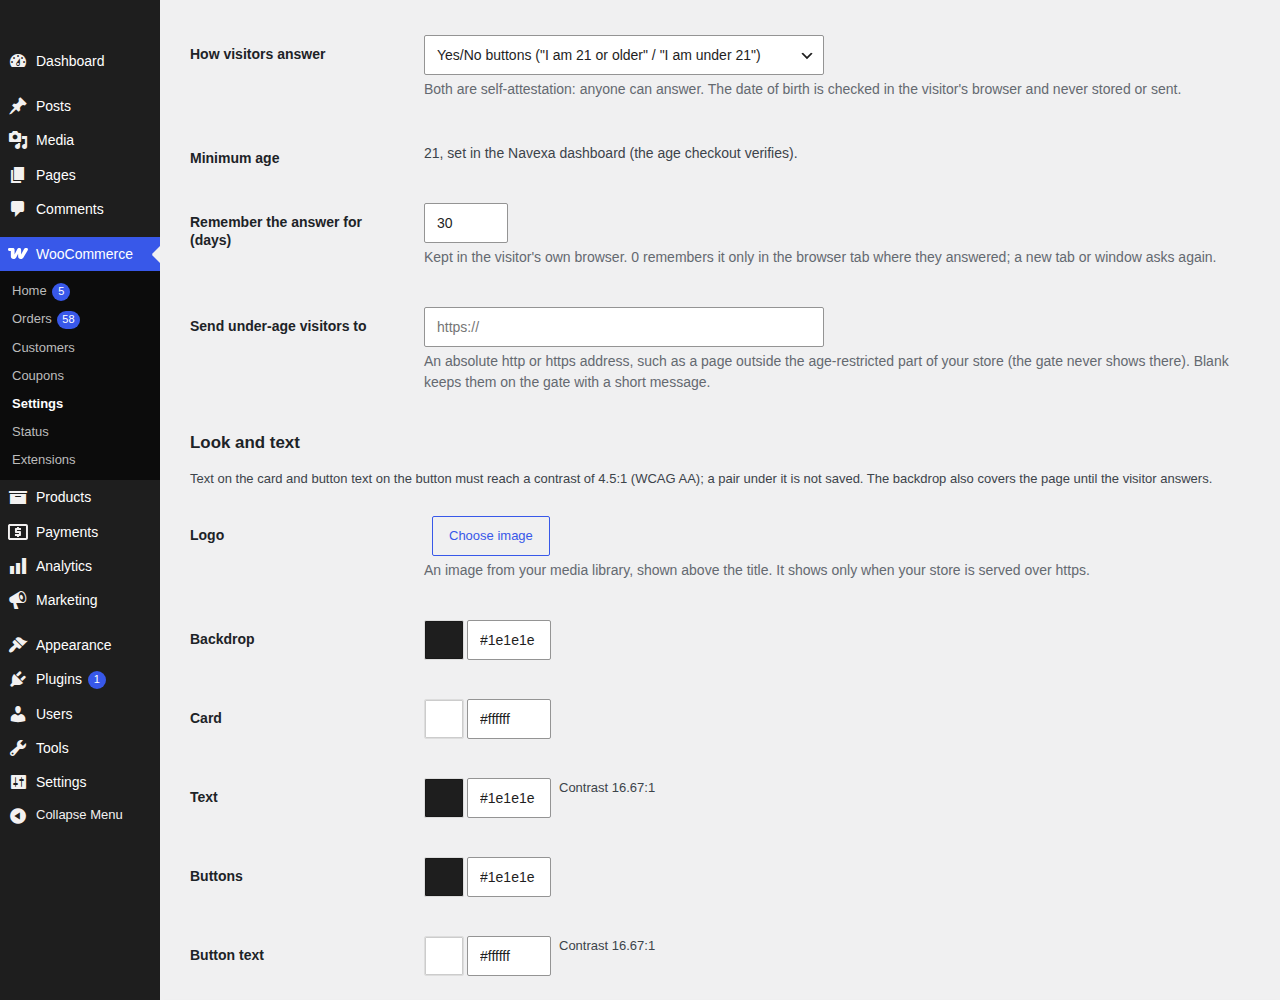 Dashboard
Posts
Media
Pages
Comments
WooCommerce
Home 5
Orders 58
Customers
Coupons
Settings
Status
Extensions
Products
Payments
Analytics
Marketing
Appearance
Plugins 1
Users
Tools
Settings
Collapse Menu
How visitors answer
Yes/No buttons ("I am 21 or older" / "I am under 21")
Both are self-attestation: anyone can answer. The date of birth is checked in the visitor's browser and never stored or sent.
Minimum age
21, set in the Navexa dashboard (the age checkout verifies).
Remember the answer for
(days)
30
Kept in the visitor's own browser. 0 remembers it only in the browser tab where they answered; a new tab or window asks again.
Send under-age visitors to
https://
An absolute http or https address, such as a page outside the age-restricted part of your store (the gate never shows there). Blank
keeps them on the gate with a short message.
Look and text
Text on the card and button text on the button must reach a contrast of 4.5:1 (WCAG AA); a pair under it is not saved. The backdrop also covers the page until the visitor answers.
Logo
Choose image
An image from your media library, shown above the title. It shows only when your store is served over https.
Backdrop
#1e1e1e
Card
#ffffff
Text
#1e1e1e
Contrast 16.67:1
Buttons
#1e1e1e
Button text
#ffffff
Contrast 16.67:1